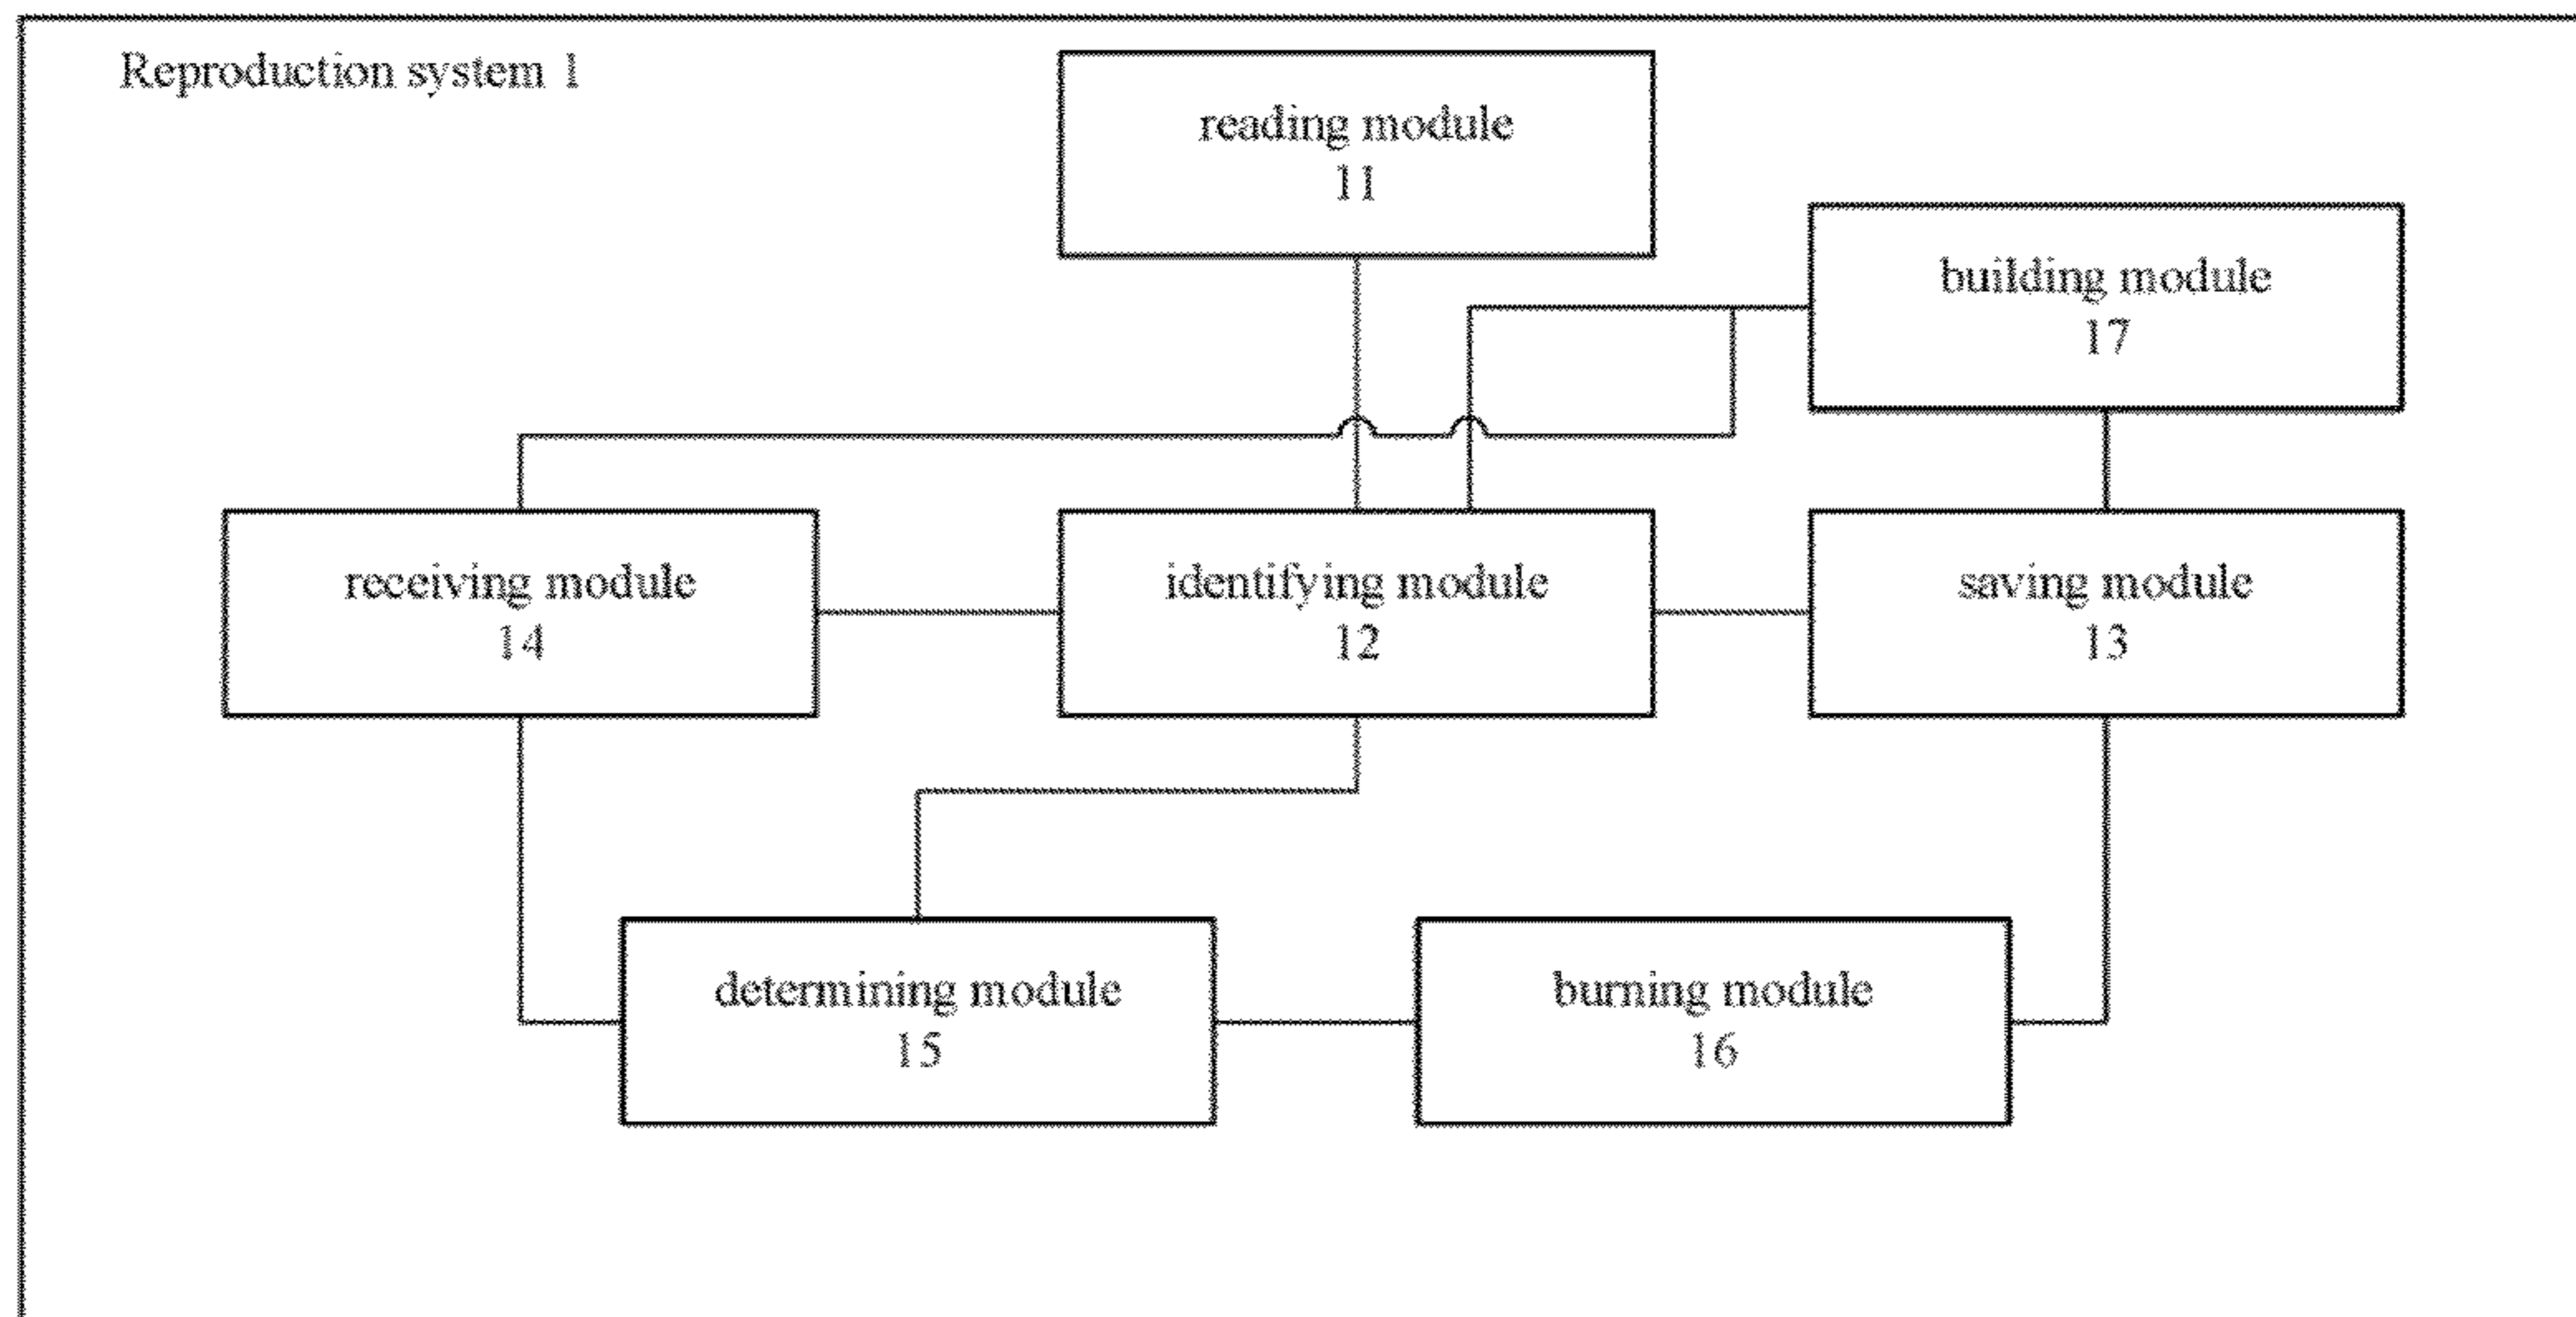 Reproduction system 1
reading module
11
building module
17
receiving module
14
identifying module
12
saving module
13
determining module
15
burning module
16